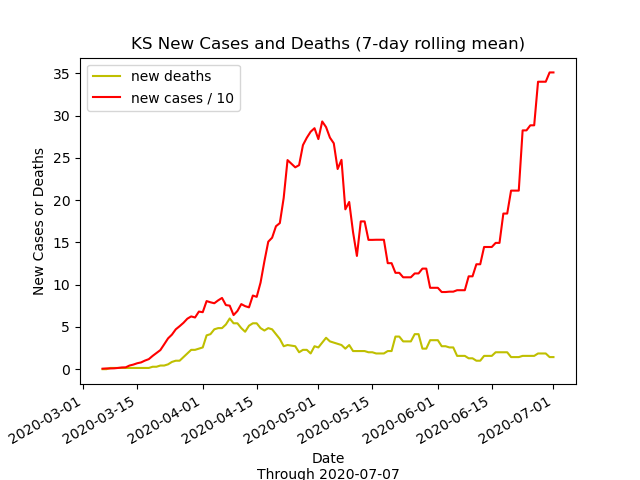 KS New Cases and Deaths (7-day rolling mean)
new deaths
new cases / 10
New Cases or Deaths
35
30
25
20
15
10
5
0
2020-03-01
2020-03-15
2020-04-01
2020-04-15
2020-05-01
2020-05-15
2020-06-01
2020-06-15
2020-07-01
Date
Through 2020-07-07